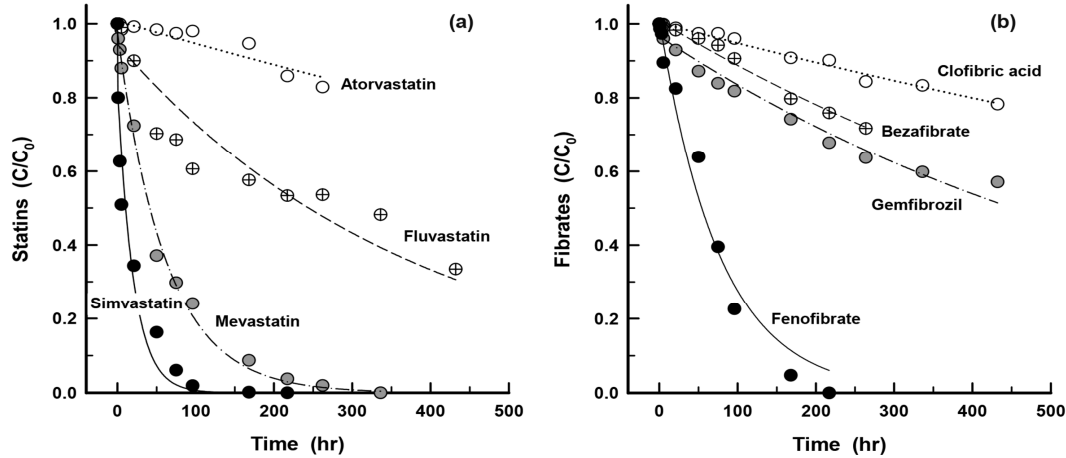 (a)
Statins (C/C0)
1.0
0.8
0.6
0.4
0.2
0.0
Atorvastatin
Fluvastatin
Simvastatin
Mevastatin
0 100 200 300 400 500
Time (hr)
(b)
Fibrates (C/C0)
1.0
0.8
0.6
0.4
0.2
0.0
Clofibric acid
Bezafibrate
Gemfibrozil
Fenofibrate
0 100 200 300 400 500
Time (hr)